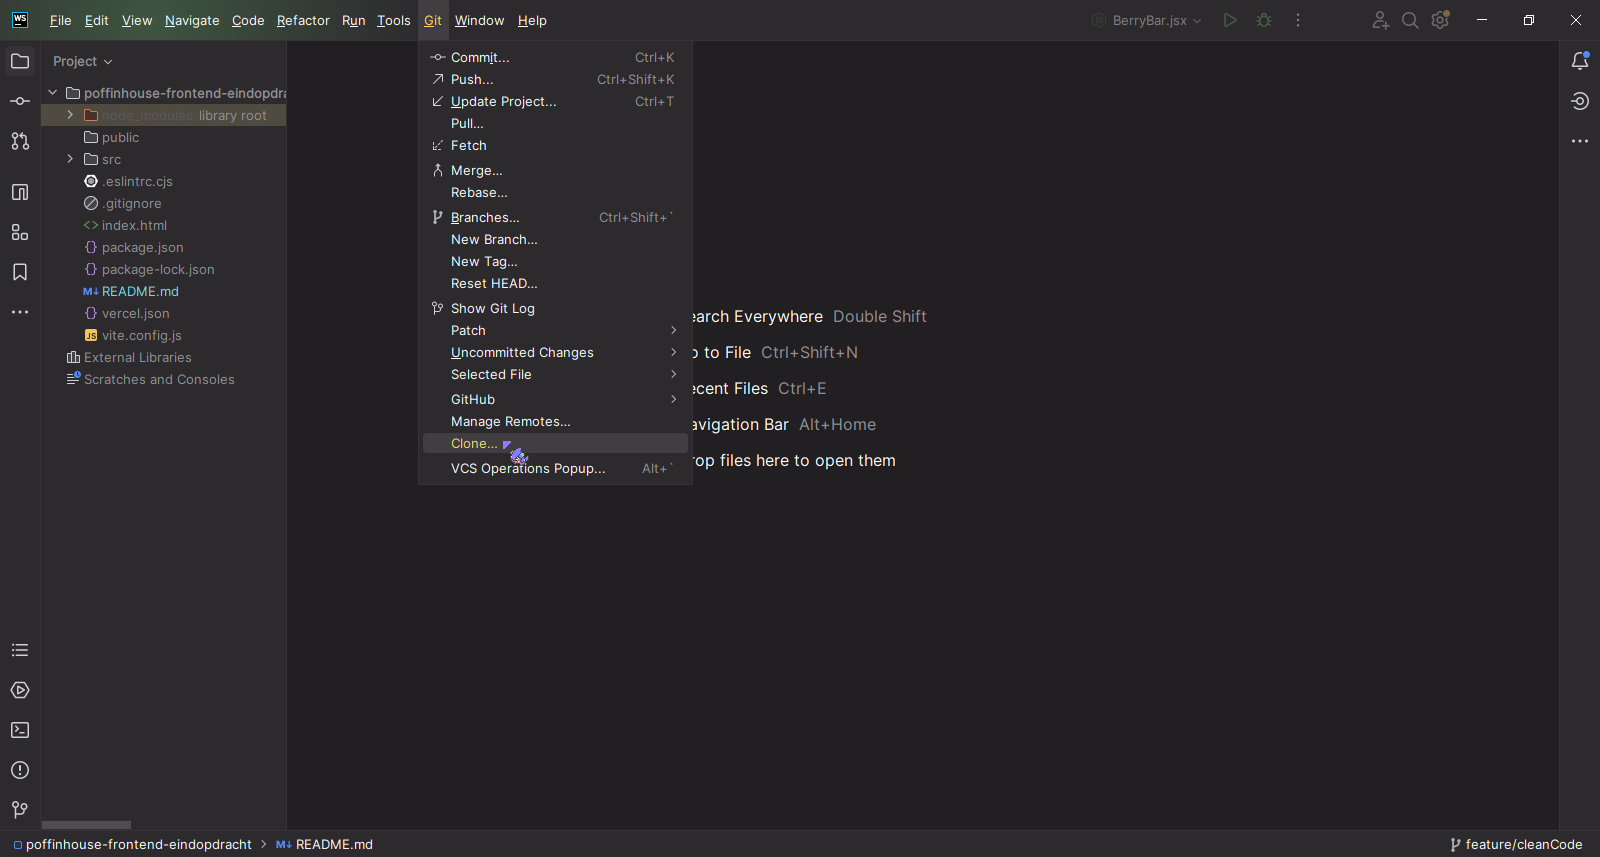 WS File Edit View Navigate Code Refactor Run Tools Git Window Help BerryBar.jsx
Project
poffinhouse-frontend-eindopdra
node_modules library root
public
src
.eslintrc.cjs
.gitignore
<> index.html
{} package.json
{} package-lock.json
M↓ README.md
{} vercel.json
JS vite.config.js
External Libraries
Scratches and Consoles
Commit... Ctrl+K
Push... Ctrl+Shift+K
Update Project... Ctrl+T
Pull...
Fetch
Merge...
Rebase...
Branches... Ctrl+Shift+`
New Branch...
New Tag...
Reset HEAD...
Show Git Log
Patch
Uncommitted Changes
Selected File
GitHub
Manage Remotes...
Clone...
VCS Operations Popup... Alt+`
earch Everywhere Double Shift
o to File Ctrl+Shift+N
ecent Files Ctrl+E
avigation Bar Alt+Home
rop files here to open them
poffinhouse-frontend-eindopdracht > M↓ README.md
feature/cleanCode